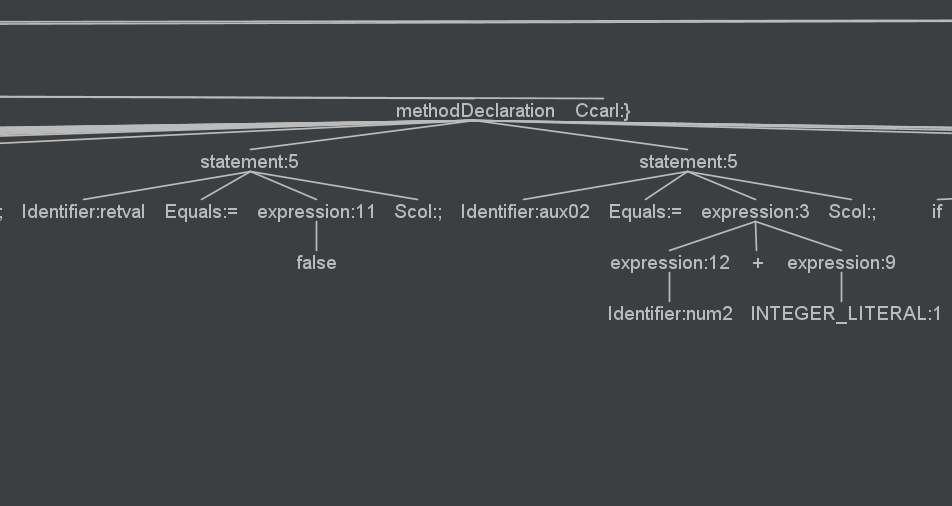 methodDeclaration Ccarl:}
statement:5 statement:5
; Identifier:retval Equals:= expression:11 Scol:; Identifier:aux02 Equals:= expression:3 Scol:; if
false expression:12 + expression:9
Identifier:num2 INTEGER_LITERAL:1